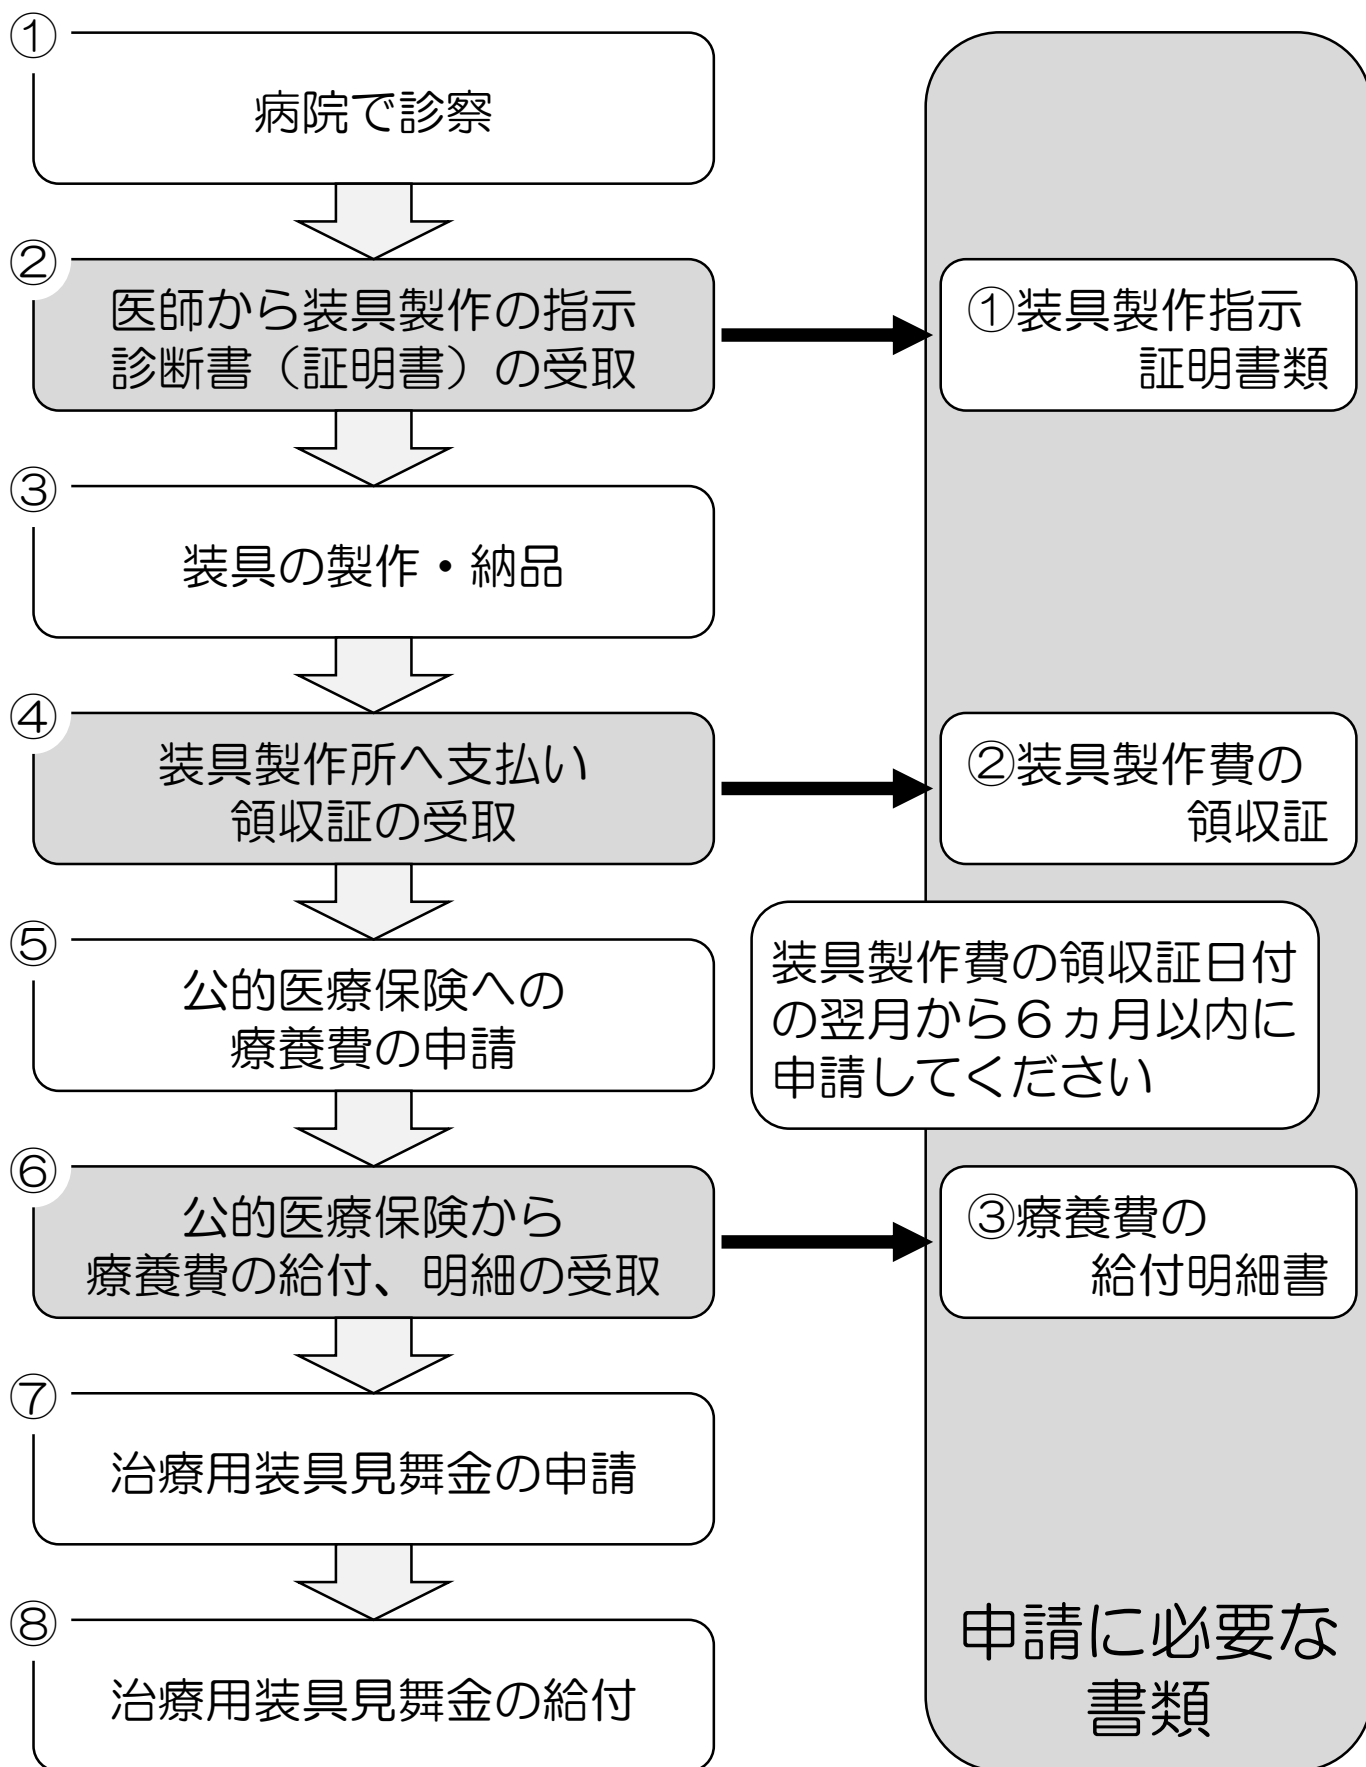 ①
病院で診察
②
医師から装具製作の指示
診断書（証明書）の受取
①装具製作指示
証明書類
③
装具の製作・納品
④
装具製作所へ支払い
領収証の受取
②装具製作費の
領収証
⑤
公的医療保険への
療養費の申請
装具製作費の領収証日付
の翌月から６ヵ月以内に
申請してください
⑥
公的医療保険から
療養費の給付、明細の受取
③療養費の
給付明細書
⑦
治療用装具見舞金の申請
⑧
治療用装具見舞金の給付
申請に必要な
書類